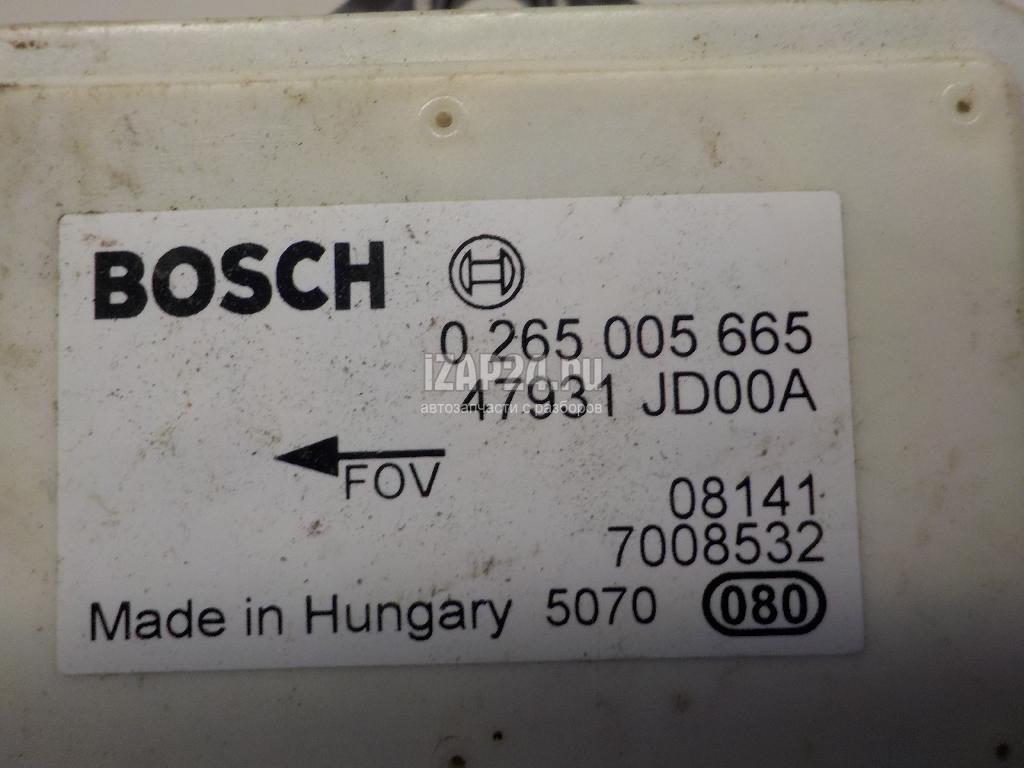 BOSCH
0 265 005 665
iZAP24.ru
47931 JD00A
автозапчасти с разборов
FOV
08141
7008532
Made in Hungary 5070 080